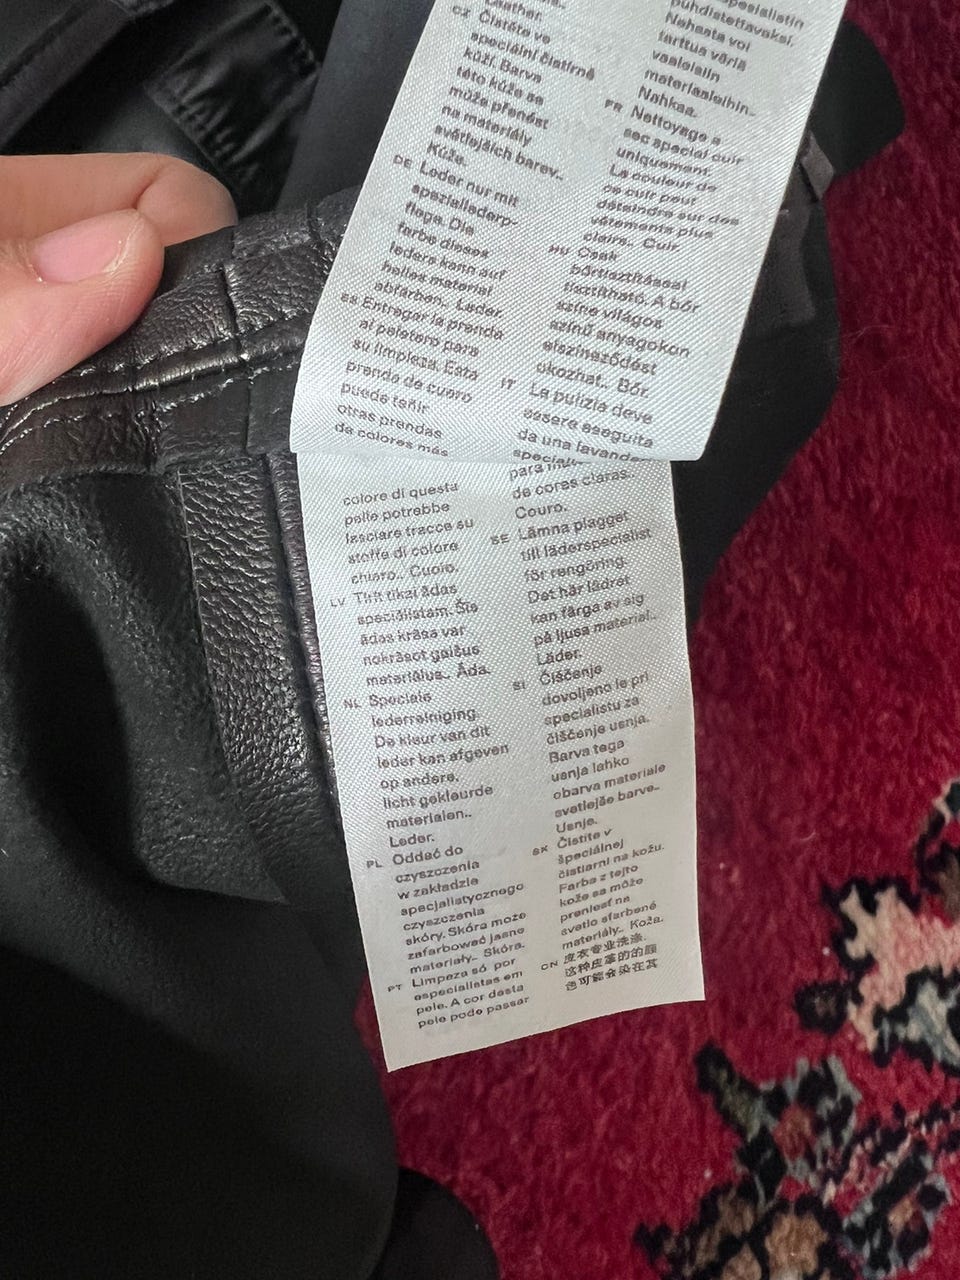 Leather.
CZ Čistěte ve
speciální čistírně
kůží. Barva
této kůže se
může přenést
na materiály
světlejších barev..
Kůže.
DE Leder nur mit
speziallederp-
flege. Die
farbe dieses
leders kann auf
helles material
abfärben. Leder.
ES Entregar la prenda
al peletero para
su limpieza. Esta
prenda de cuero
puede teñir
otras prendas
de colores más
puhdistettavaksi.
Nahasta voi
tarttua väriä
vaaleisiin
materiaaleihin..
Nahkaa.
FR Nettoyage a
sec special cuir
uniquement.
La couleur de
ce cuir peut
déteindre sur des
vêtements plus
clairs.. Cuir
HU Csak
bőrtisztítással
tisztítható. A bőr
színe világos
színű anyagokon
elszíneződést
okozhat.. Bőr.
IT La pulizia deve
essere eseguita
da una lavande
colore di questa
pelle potrebbe
lasciare tracce su
stoffe di colore
chiaro.. Cuoio.
LV Tīrīt tikai ādas
speciālistam. Šīs
ādas krāsa var
nokrāsot gaišus
materiālus.. Āda.
NL Speciale
lederreiniging.
De kleur van dit
leder kan afgeven
op andere,
licht gekleurde
materialen..
Leder.
PL Oddać do
czyszczenia
w zakładzie
specjalistycznego
czyszczenia
skóry. Skóra może
zafarbować jasne
materiały.. Skóra.
PT Limpeza só por
especialistas em
pele. A cor desta
pele pode passar
para
de cores claras..
Couro.
SE Lämna plagget
till läderspecialist
för rengöring.
Det här lädret
kan färga av sig
på ljusa material..
Läder.
SI Čiščenje
dovoljeno le pri
specialistu za
čiščenje usnja.
Barva tega
usnja lahko
obarva materiale
svetlejše barve..
Usnje.
SK Čistite v
špeciálnej
čistiarni na kožu.
Farba z tejto
kože sa môže
preniesť na
svetlo sfarbené
materiály.. Koža.
CN 皮衣专业洗涤.
这种皮革的的颜
色可能会染在其